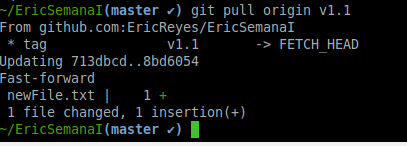 ~/EricSemanaI(master ✔) git pull origin v1.1
From github.com:EricReyes/EricSemanaI
 * tag               v1.1       -> FETCH_HEAD
Updating 713dbcd..8bd6054
Fast-forward
 newFile.txt |    1 +
 1 file changed, 1 insertion(+)
~/EricSemanaI(master ✔)